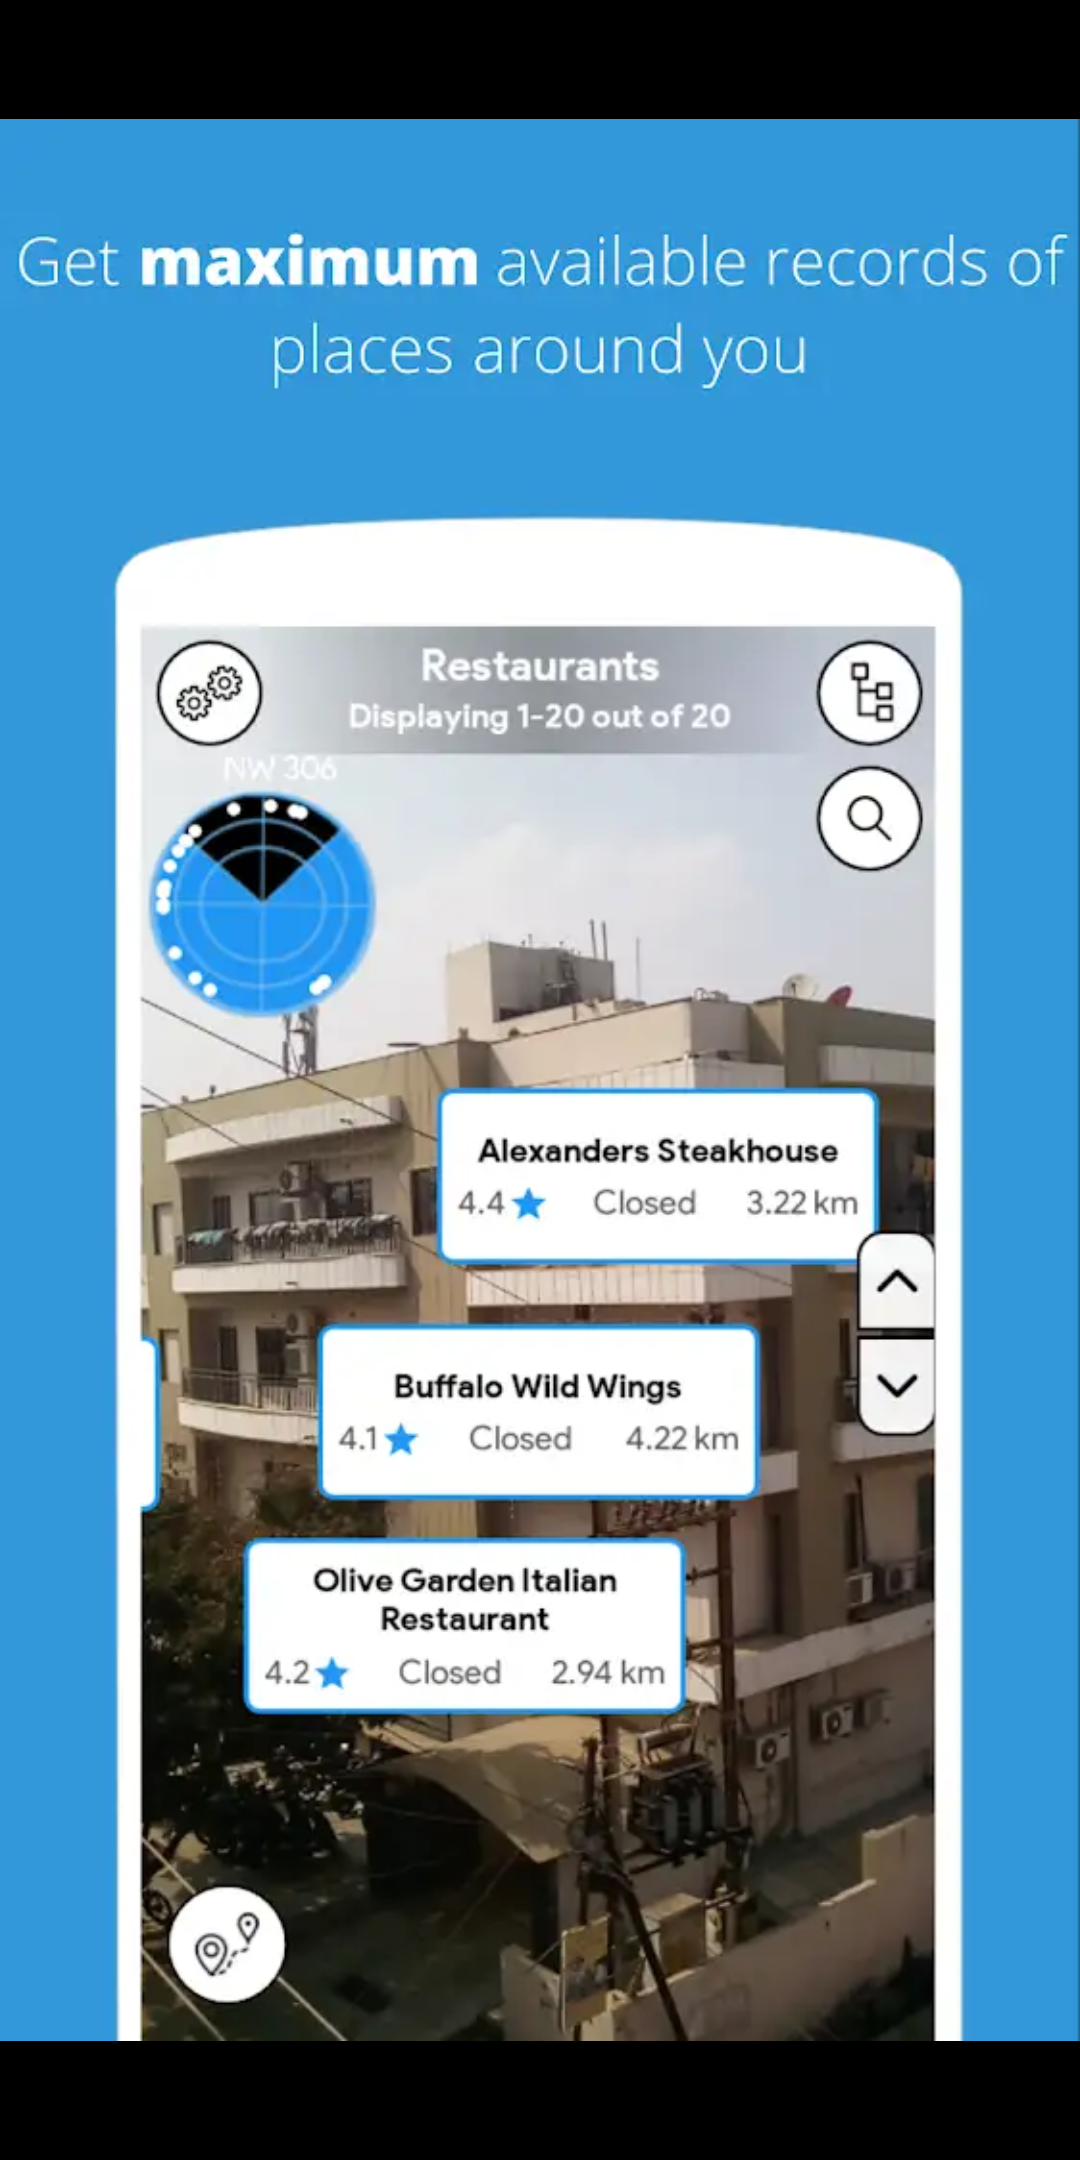 Get maximum available records of
places around you
Restaurants
Displaying 1-20 out of 20
NW 306
Alexanders Steakhouse
4.4 Closed 3.22 km
Buffalo Wild Wings
4.1 Closed 4.22 km
Olive Garden Italian
Restaurant
4.2 Closed 2.94 km